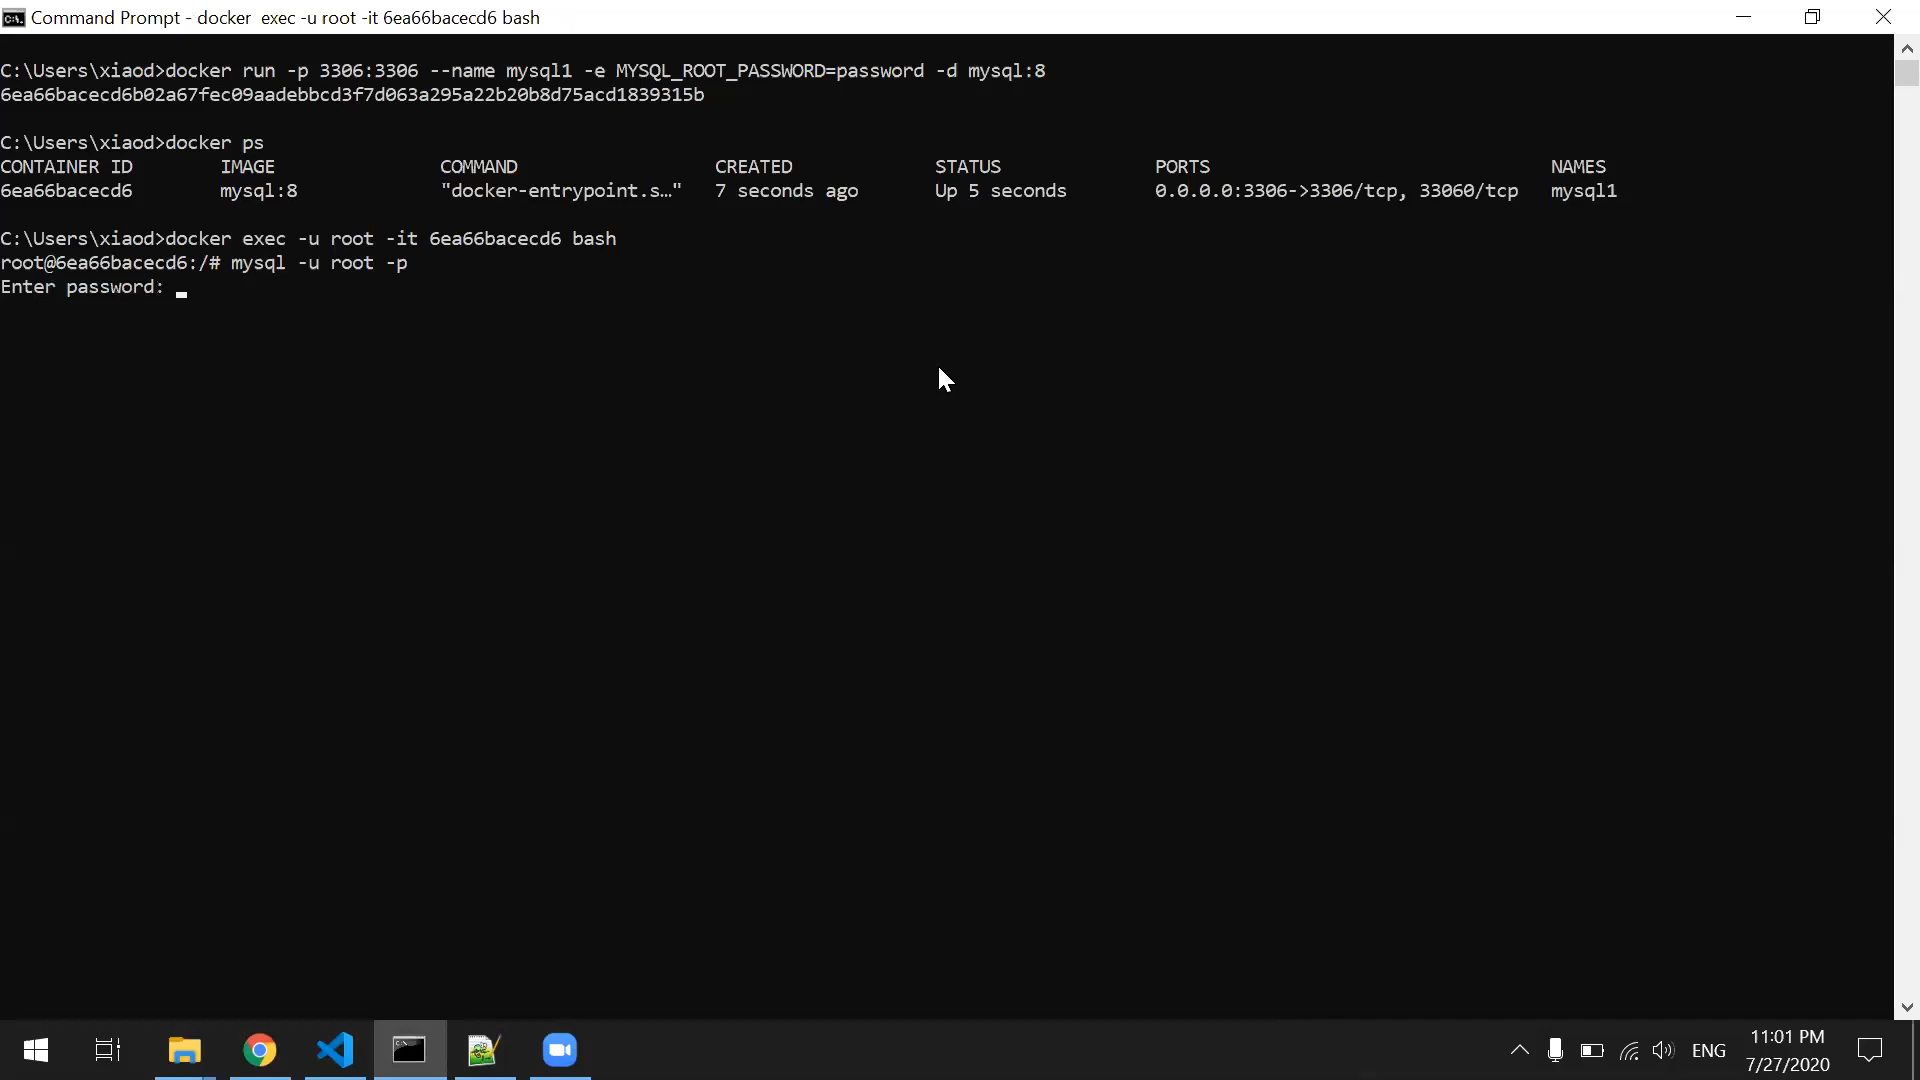 Command Prompt - docker  exec -u root -it 6ea66bacecd6 bash
C:\Users\xiaod>docker run -p 3306:3306 --name mysql1 -e MYSQL_ROOT_PASSWORD=password -d mysql:8
6ea66bacecd6b02a67fec09aadebbcd3f7d063a295a22b20b8d75acd1839315b
C:\Users\xiaod>docker ps
CONTAINER ID        IMAGE               COMMAND                  CREATED             STATUS              PORTS                               NAMES
6ea66bacecd6        mysql:8             "docker-entrypoint.s…"   7 seconds ago       Up 5 seconds        0.0.0.0:3306->3306/tcp, 33060/tcp   mysql1
C:\Users\xiaod>docker exec -u root -it 6ea66bacecd6 bash
root@6ea66bacecd6:/# mysql -u root -p
Enter password:
ENG
11:01 PM
7/27/2020